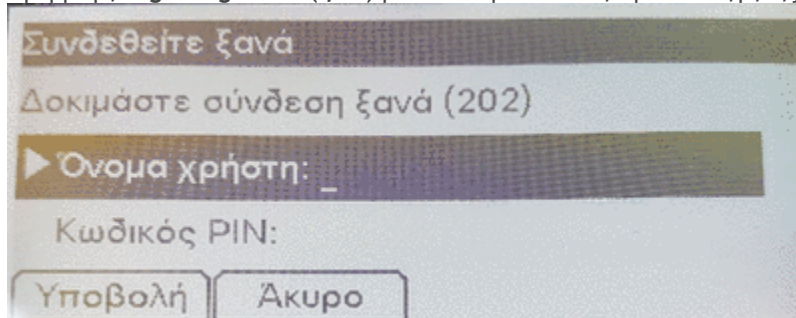 Συνδεθείτε ξανά
Δοκιμάστε σύνδεση ξανά (202)
Όνομα χρήστη: _
Κωδικός PIN:
Υποβολή Άκυρο